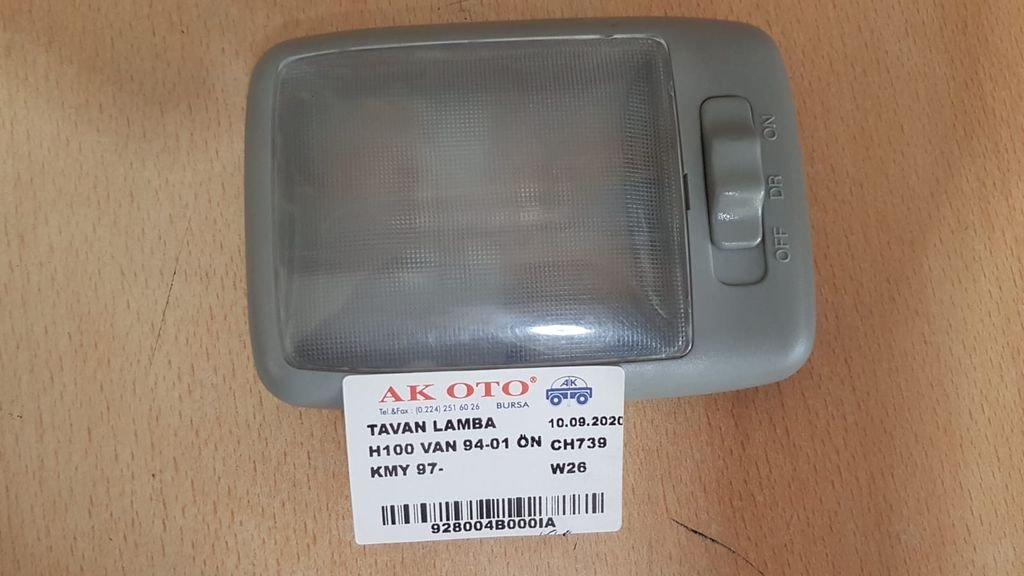 ON
DR
OFF
AK OTO®
AK
Tel.&Fax : (0.224) 251 60 26 BURSA
TAVAN LAMBA 10.09.2020
H100 VAN 94-01 ÖN CH739
KMY 97- W26
928004B000IA